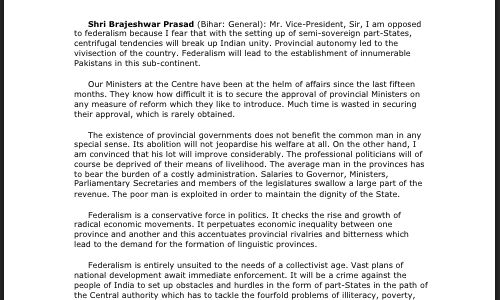 Shri Brajeshwar Prasad (Bihar: General): Mr. Vice-President, Sir, I am opposed
to federalism because I fear that with the setting up of semi-sovereign part-States,
centrifugal tendencies will break up Indian unity. Provincial autonomy led to the
vivisection of the country. Federalism will lead to the establishment of innumerable
Pakistans in this sub-continent.
Our Ministers at the Centre have been at the helm of affairs since the last fifteen
months. They know how difficult it is to secure the approval of provincial Ministers on
any measure of reform which they like to introduce. Much time is wasted in securing
their approval, which is rarely obtained.
The existence of provincial governments does not benefit the common man in any
special sense. Its abolition will not jeopardise his welfare at all. On the other hand, I
am convinced that his lot will improve considerably. The professional politicians will of
course be deprived of their means of livelihood. The average man in the provinces has
to bear the burden of a costly administration. Salaries to Governor, Ministers,
Parliamentary Secretaries and members of the legislatures swallow a large part of the
revenue. The poor man is exploited in order to maintain the dignity of the State.
Federalism is a conservative force in politics. It checks the rise and growth of
radical economic movements. It perpetuates economic inequality between one
province and another and this accentuates provincial rivalries and bitterness which
lead to the demand for the formation of linguistic provinces.
Federalism is entirely unsuited to the needs of a collectivist age. Vast plans of
national development await immediate enforcement. It will be a crime against the
people of India to set up obstacles and hurdles in the form of part-States in the path of
the Central authority which has to tackle the fourfold problems of illiteracy, poverty,